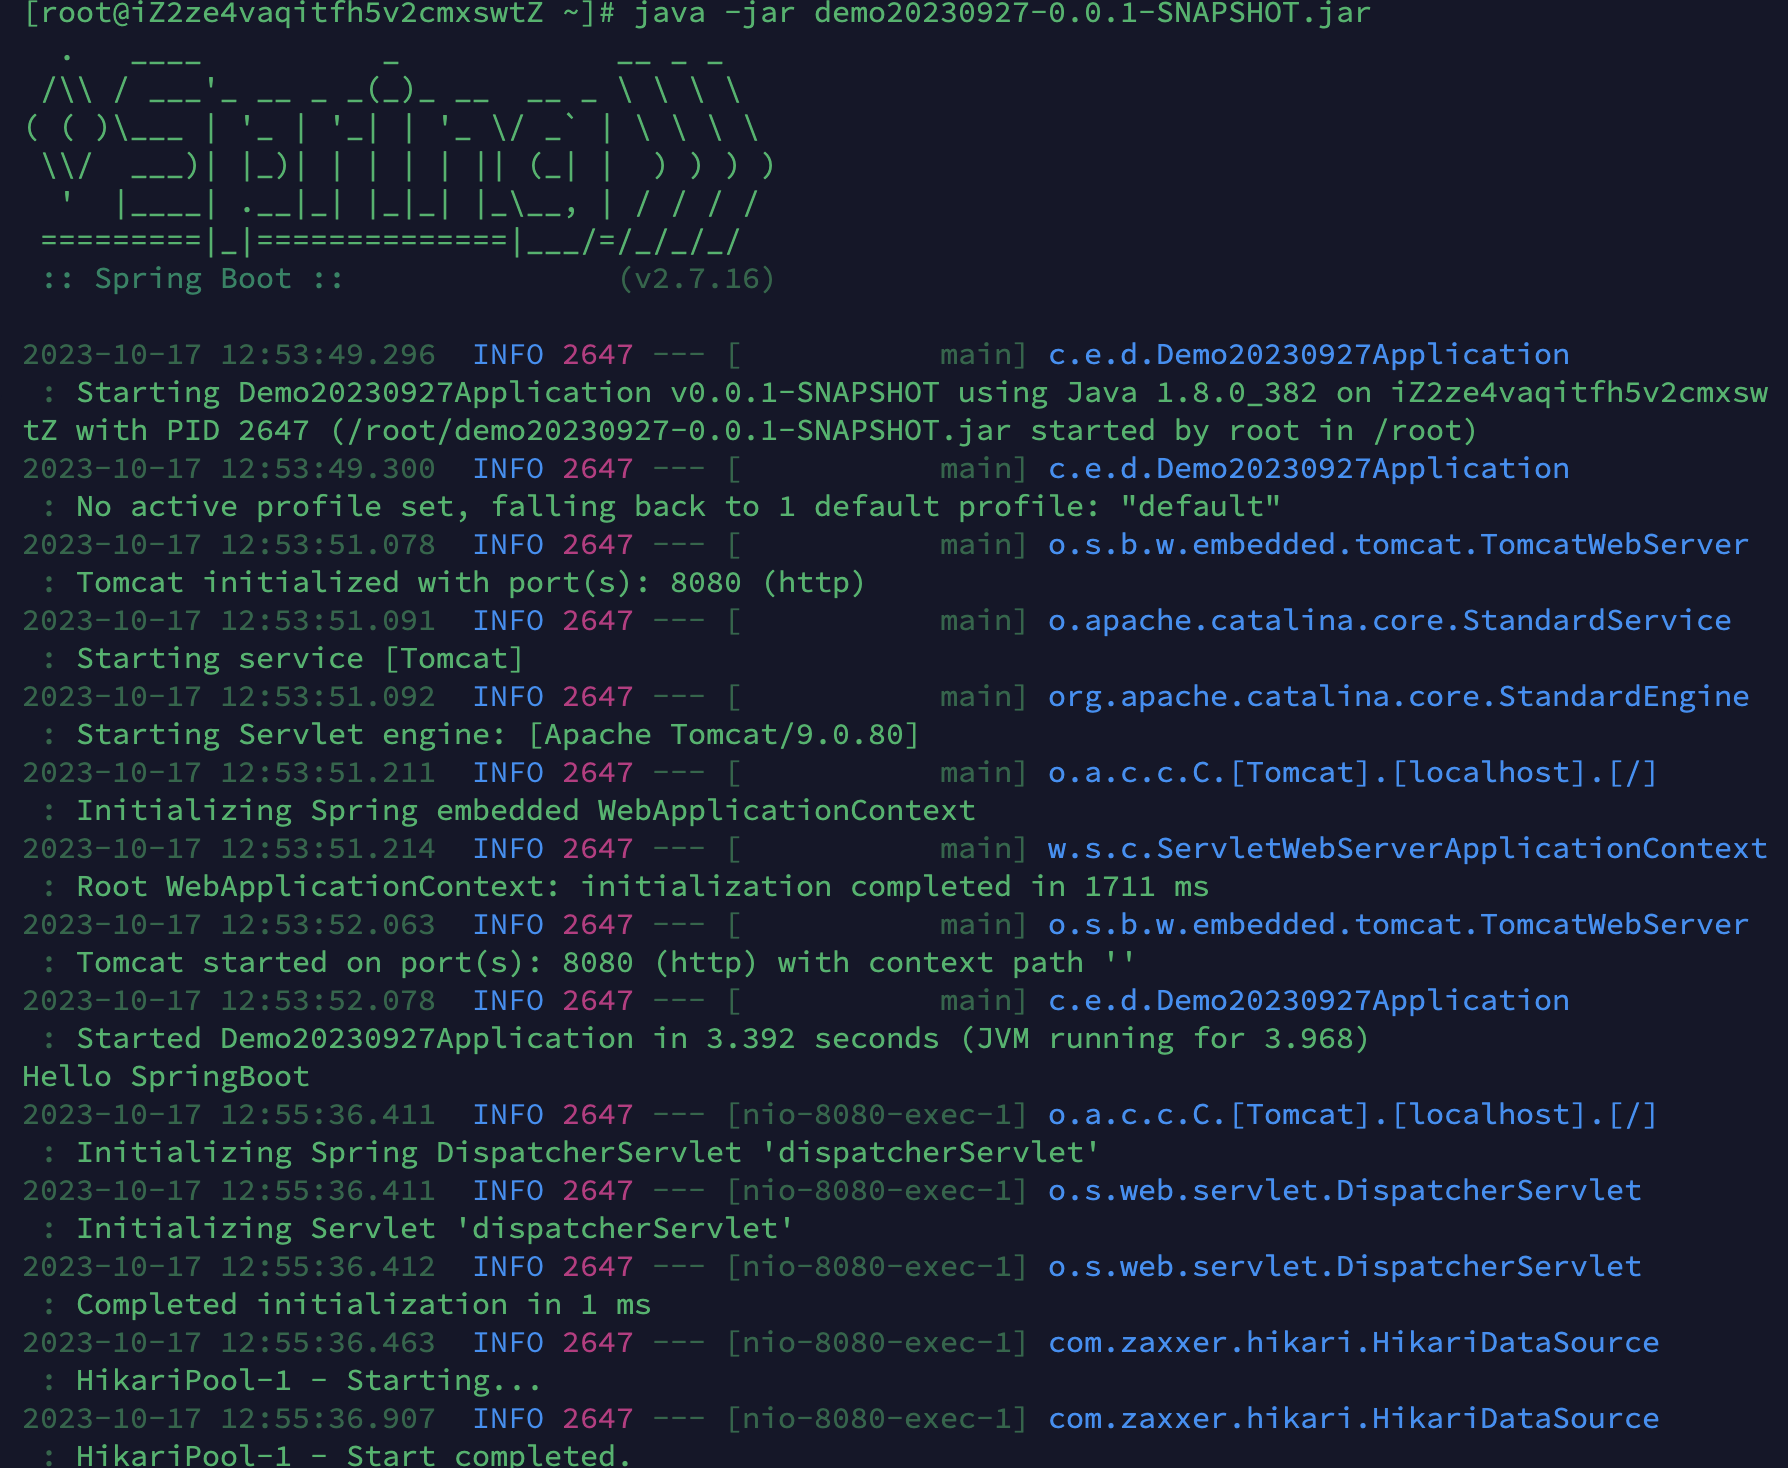 [root@iZ2ze4vaqitfh5v2cmxswtZ ~]# java -jar demo20230927-0.0.1-SNAPSHOT.jar
  .   ____          _            __ _ _
 /\\ / ___'_ __ _ _(_)_ __  __ _ \ \ \ \
( ( )\___ | '_ | '_| | '_ \/ _` | \ \ \ \
 \\/  ___)| |_)| | | | | || (_| |  ) ) ) )
  '  |____| .__|_| |_|_| |_\__, | / / / /
 =========|_|==============|___/=/_/_/_/
 :: Spring Boot ::               (v2.7.16)
2023-10-17 12:53:49.296  INFO 2647 --- [           main] c.e.d.Demo20230927Application
 : Starting Demo20230927Application v0.0.1-SNAPSHOT using Java 1.8.0_382 on iZ2ze4vaqitfh5v2cmxsw
tZ with PID 2647 (/root/demo20230927-0.0.1-SNAPSHOT.jar started by root in /root)
2023-10-17 12:53:49.300  INFO 2647 --- [           main] c.e.d.Demo20230927Application
 : No active profile set, falling back to 1 default profile: "default"
2023-10-17 12:53:51.078  INFO 2647 --- [           main] o.s.b.w.embedded.tomcat.TomcatWebServer
 : Tomcat initialized with port(s): 8080 (http)
2023-10-17 12:53:51.091  INFO 2647 --- [           main] o.apache.catalina.core.StandardService
 : Starting service [Tomcat]
2023-10-17 12:53:51.092  INFO 2647 --- [           main] org.apache.catalina.core.StandardEngine
 : Starting Servlet engine: [Apache Tomcat/9.0.80]
2023-10-17 12:53:51.211  INFO 2647 --- [           main] o.a.c.c.C.[Tomcat].[localhost].[/]
 : Initializing Spring embedded WebApplicationContext
2023-10-17 12:53:51.214  INFO 2647 --- [           main] w.s.c.ServletWebServerApplicationContext
 : Root WebApplicationContext: initialization completed in 1711 ms
2023-10-17 12:53:52.063  INFO 2647 --- [           main] o.s.b.w.embedded.tomcat.TomcatWebServer
 : Tomcat started on port(s): 8080 (http) with context path ''
2023-10-17 12:53:52.078  INFO 2647 --- [           main] c.e.d.Demo20230927Application
 : Started Demo20230927Application in 3.392 seconds (JVM running for 3.968)
Hello SpringBoot
2023-10-17 12:55:36.411  INFO 2647 --- [nio-8080-exec-1] o.a.c.c.C.[Tomcat].[localhost].[/]
 : Initializing Spring DispatcherServlet 'dispatcherServlet'
2023-10-17 12:55:36.411  INFO 2647 --- [nio-8080-exec-1] o.s.web.servlet.DispatcherServlet
 : Initializing Servlet 'dispatcherServlet'
2023-10-17 12:55:36.412  INFO 2647 --- [nio-8080-exec-1] o.s.web.servlet.DispatcherServlet
 : Completed initialization in 1 ms
2023-10-17 12:55:36.463  INFO 2647 --- [nio-8080-exec-1] com.zaxxer.hikari.HikariDataSource
 : HikariPool-1 - Starting...
2023-10-17 12:55:36.907  INFO 2647 --- [nio-8080-exec-1] com.zaxxer.hikari.HikariDataSource
 : HikariPool-1 - Start completed.